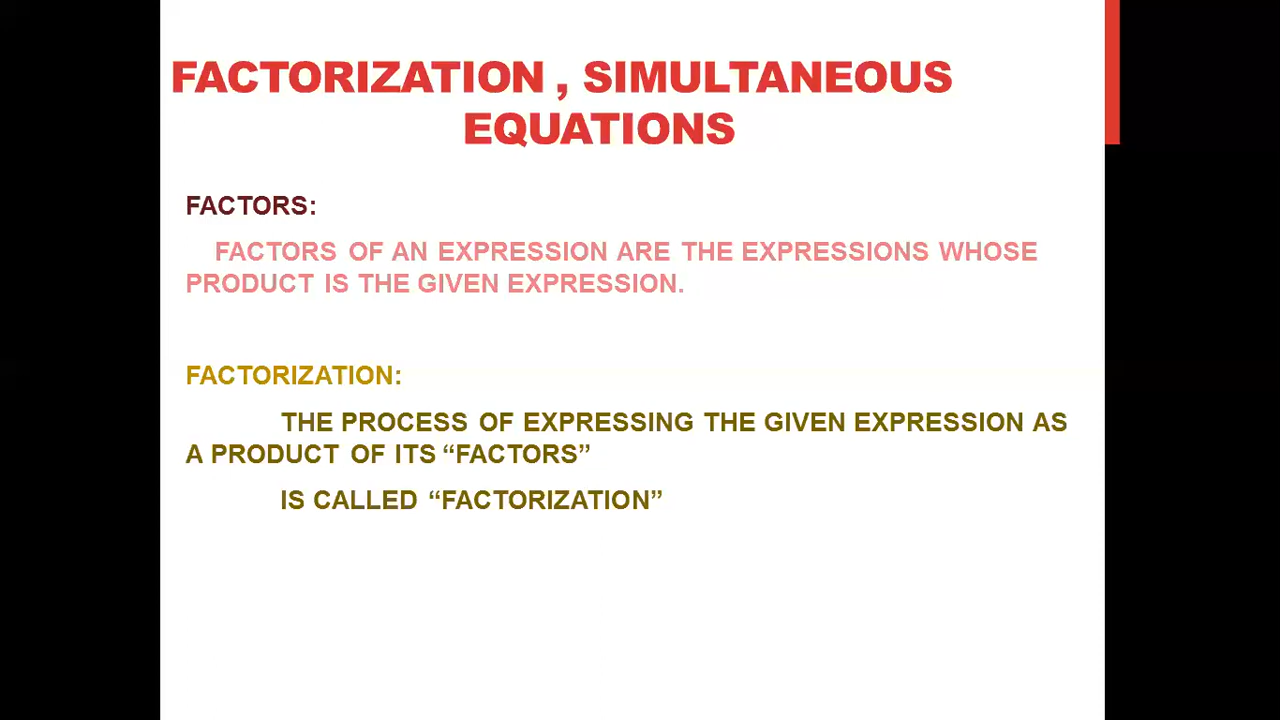 FACTORIZATION , SIMULTANEOUS
EQUATIONS
FACTORS:
FACTORS OF AN EXPRESSION ARE THE EXPRESSIONS WHOSE
PRODUCT IS THE GIVEN EXPRESSION.
FACTORIZATION:
THE PROCESS OF EXPRESSING THE GIVEN EXPRESSION AS
A PRODUCT OF ITS “FACTORS”
IS CALLED “FACTORIZATION”